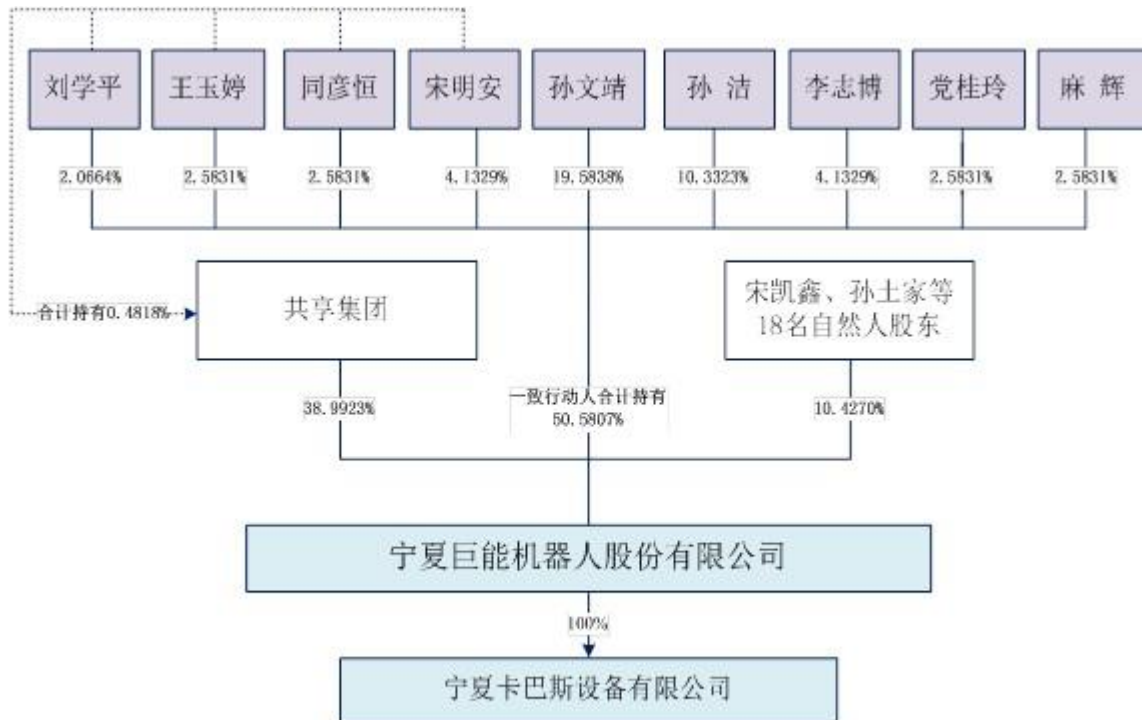 刘学平
王玉婷
同彦恒
宋明安
孙文靖
孙 洁
李志博
党桂玲
麻 辉
2.0664%
2.5831%
2.5831%
4.1329%
19.5838%
10.3323%
4.1329%
2.5831%
2.5831%
合计持有0.4818%
共享集团
宋凯鑫、孙土家等
18名自然人股东
38.9923%
一致行动人合计持有
50.5807%
10.4270%
宁夏巨能机器人股份有限公司
100%
宁夏卡巴斯设备有限公司